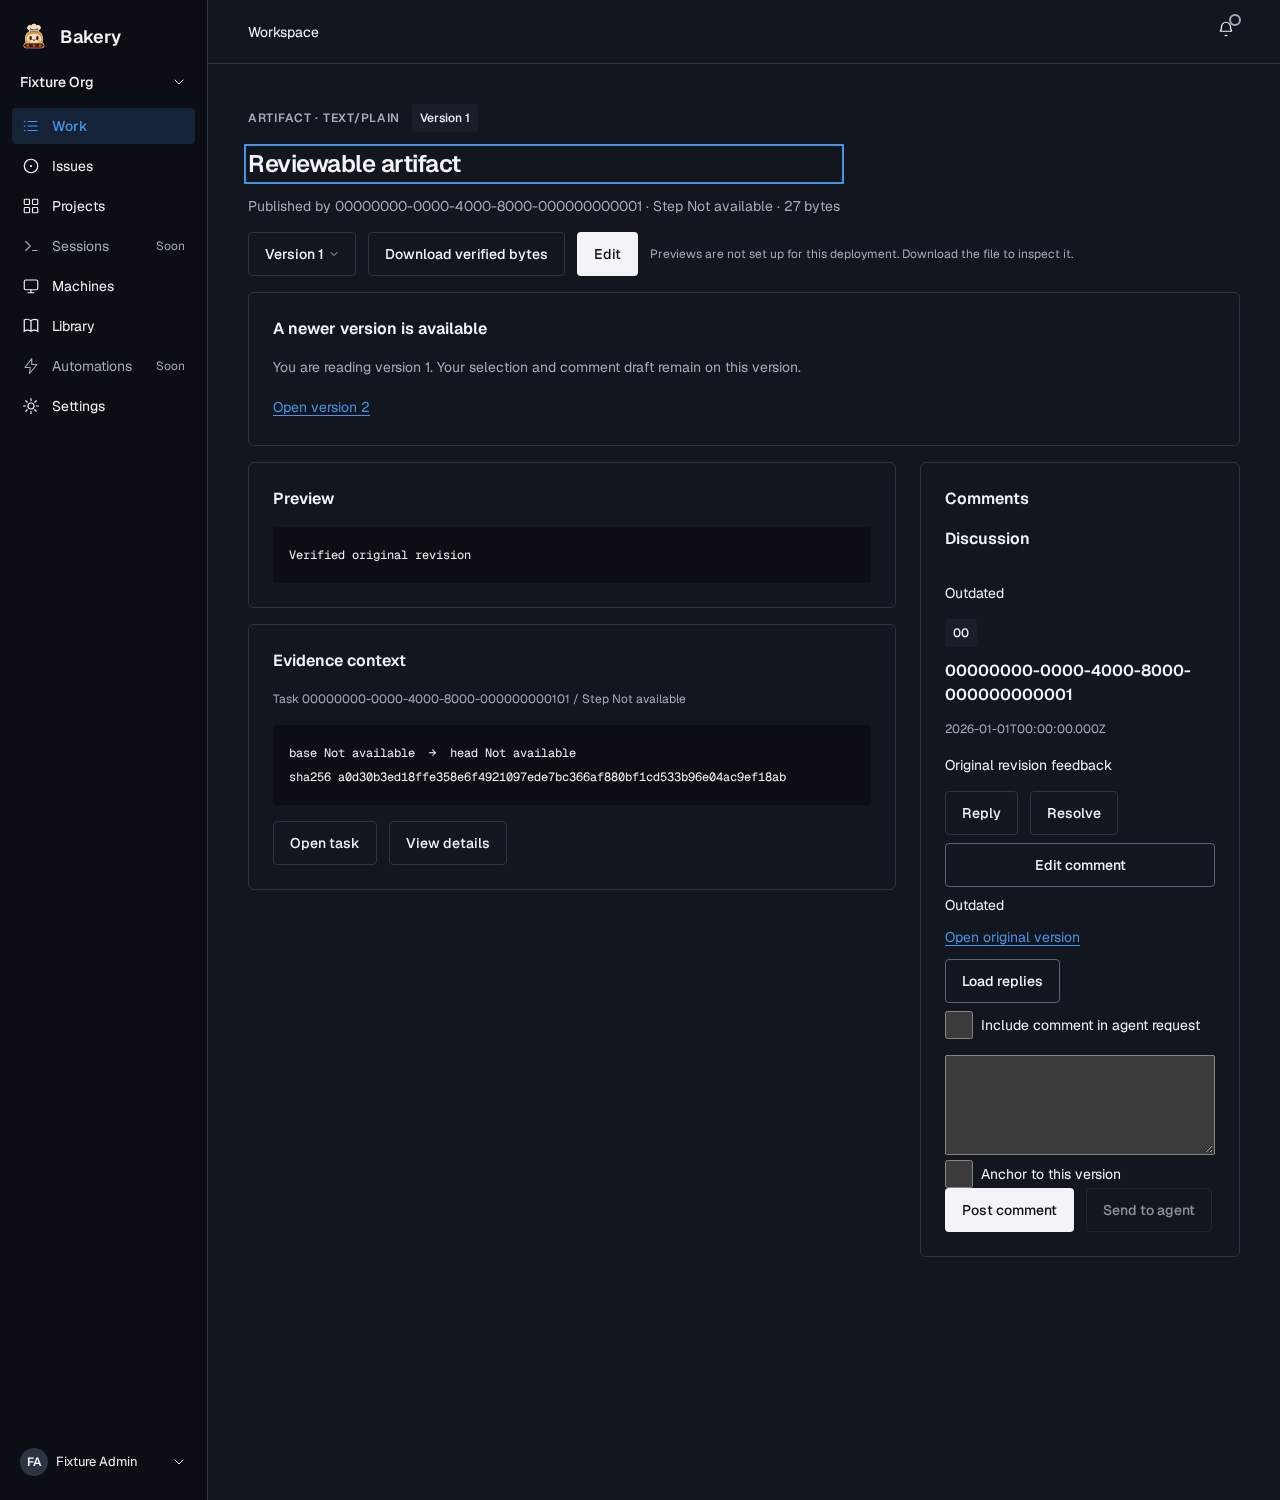 Bakery
Fixture Org
Work
Issues
Projects
Sessions Soon
Machines
Library
Automations Soon
Settings
FA Fixture Admin
Workspace
ARTIFACT · TEXT/PLAIN Version 1
Reviewable artifact
Published by 00000000-0000-4000-8000-000000000001 · Step Not available · 27 bytes
Version 1 Download verified bytes Edit Previews are not set up for this deployment. Download the file to inspect it.
A newer version is available
You are reading version 1. Your selection and comment draft remain on this version.
Open version 2
Preview
Verified original revision
Evidence context
Task 00000000-0000-4000-8000-000000000101 / Step Not available
base Not available → head Not available
sha256 a0d30b3ed18ffe358e6f4921097ede7bc366af880bf1cd533b96e04ac9ef18ab
Open task View details
Comments
Discussion
Outdated
00
00000000-0000-4000-8000-
000000000001
2026-01-01T00:00:00.000Z
Original revision feedback
Reply Resolve
Edit comment
Outdated
Open original version
Load replies
Include comment in agent request
Anchor to this version
Post comment Send to agent